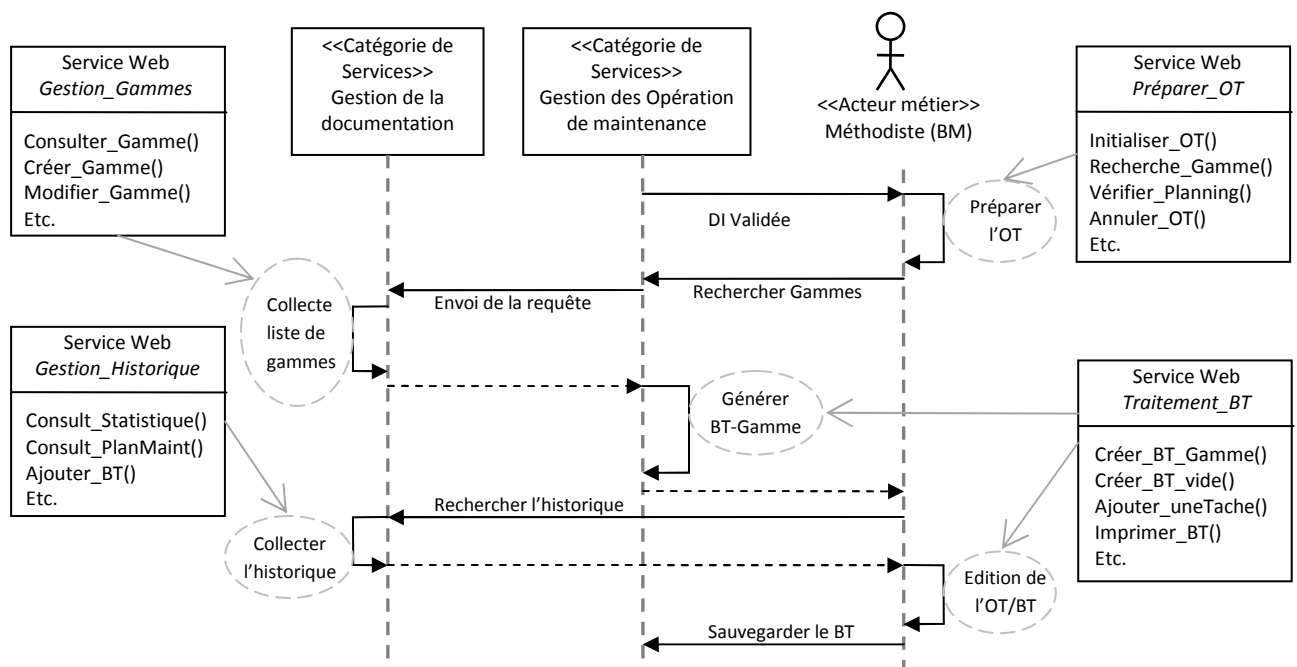 Service Web
Gestion_Gammes
Consulter_Gamme()
Créer_Gamme()
Modifier_Gamme()
Etc.
<<Catégorie de
Services>>
Gestion de la
documentation
<<Catégorie de
Services>>
Gestion des Opération
de maintenance
<<Acteur métier>>
Méthodiste (BM)
Service Web
Préparer_OT
Initialiser_OT()
Recherche_Gamme()
Vérifier_Planning()
Annuler_OT()
Etc.
DI Validée
Préparer
l’OT
Rechercher Gammes
Envoi de la requête
Collecte
liste de
gammes
Service Web
Gestion_Historique
Consult_Statistique()
Consult_PlanMaint()
Ajouter_BT()
Etc.
Générer
BT-Gamme
Service Web
Traitement_BT
Créer_BT_Gamme()
Créer_BT_vide()
Ajouter_uneTache()
Imprimer_BT()
Etc.
Rechercher l’historique
Collecter
l’historique
Edition de
l’OT/BT
Sauvegarder le BT